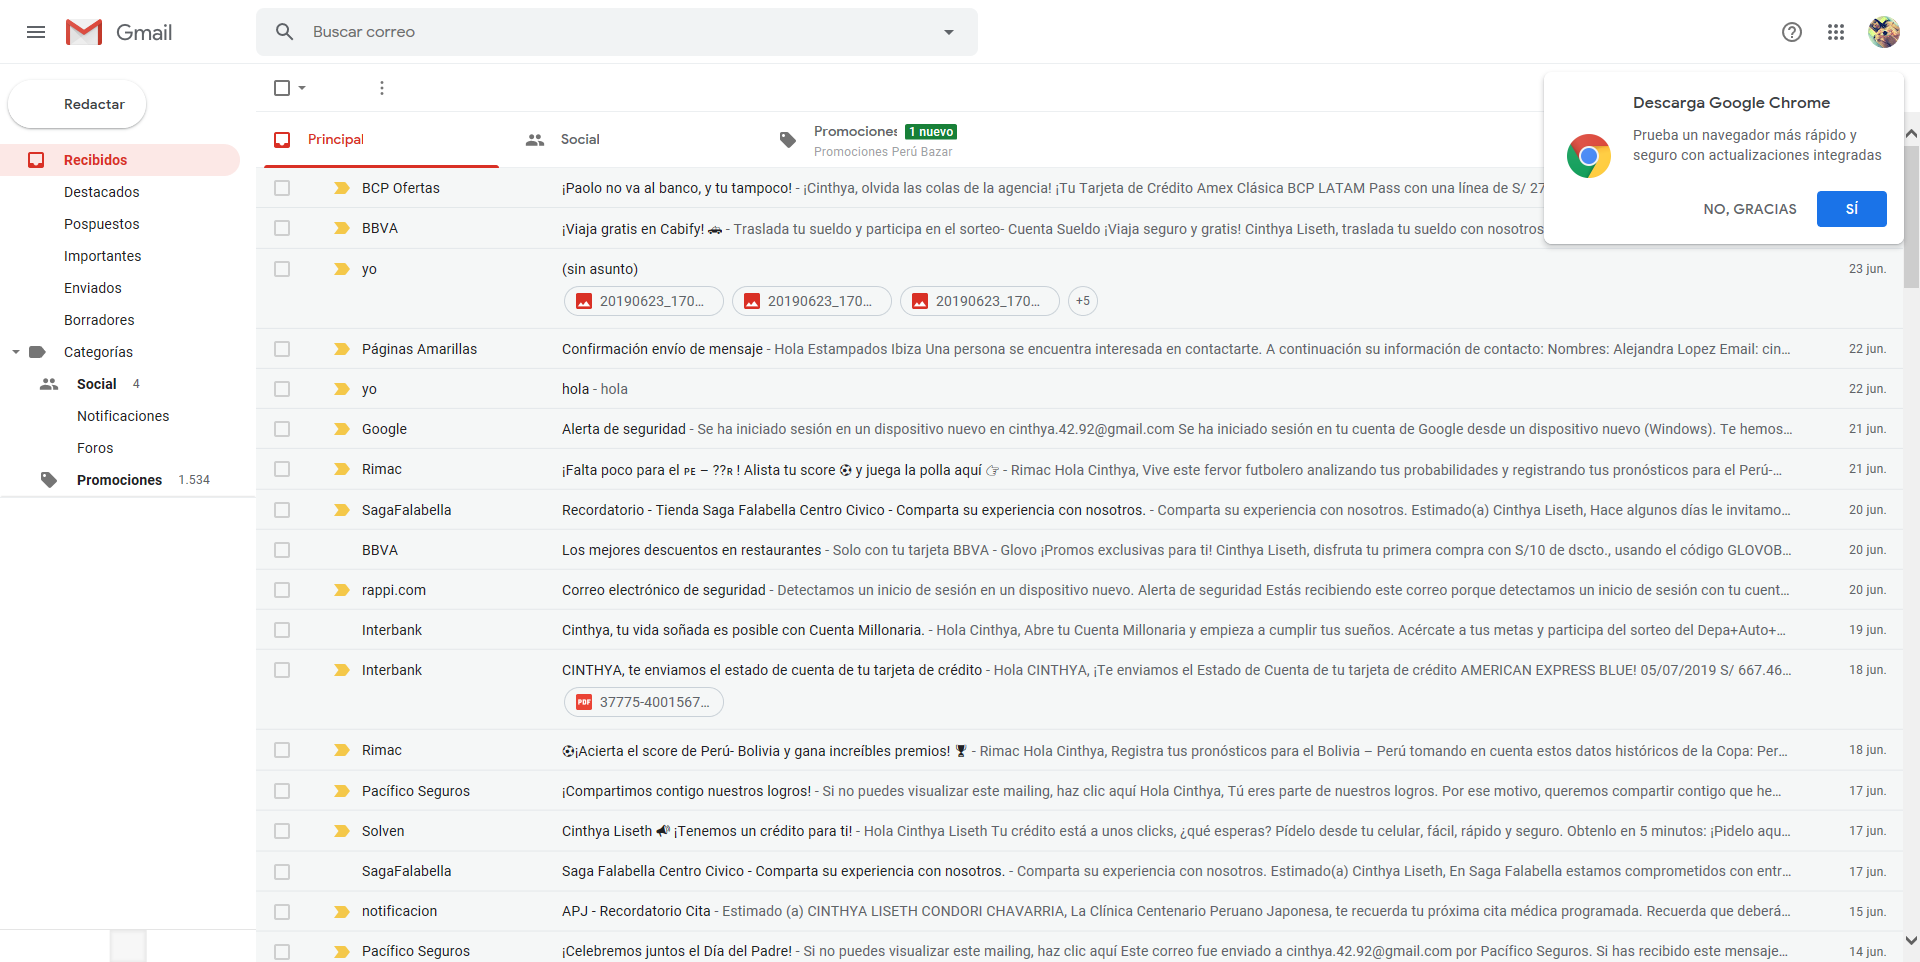 Gmail
Buscar correo
Redactar
Recibidos
Destacados
Pospuestos
Importantes
Enviados
Borradores
Categorías
Social 4
Notificaciones
Foros
Promociones 1.534
Principal
Social
Promociones 1 nuevo
Promociones Perú Bazar
Descarga Google Chrome
Prueba un navegador más rápido y
seguro con actualizaciones integradas
NO, GRACIAS
SÍ
BCP Ofertas ¡Paolo no va al banco, y tu tampoco! - ¡Cinthya, olvida las colas de la agencia! ¡Tu Tarjeta de Crédito Amex Clásica BCP LATAM Pass con una línea de S/ 27
BBVA ¡Viaja gratis en Cabify! 🚗 - Traslada tu sueldo y participa en el sorteo- Cuenta Sueldo ¡Viaja seguro y gratis! Cinthya Liseth, traslada tu sueldo con nosotros
yo (sin asunto) 23 jun.
20190623_170... 20190623_170... 20190623_170... +5
Páginas Amarillas Confirmación envío de mensaje - Hola Estampados Ibiza Una persona se encuentra interesada en contactarte. A continuación su información de contacto: Nombres: Alejandra Lopez Email: cin... 22 jun.
yo hola - hola 22 jun.
Google Alerta de seguridad - Se ha iniciado sesión en un dispositivo nuevo en cinthya.42.92@gmail.com Se ha iniciado sesión en tu cuenta de Google desde un dispositivo nuevo (Windows). Te hemos... 21 jun.
Rimac ¡Falta poco para el ᴘᴇ – ??ʀ ! Alista tu score ⚽ y juega la polla aquí 👉 - Rimac Hola Cinthya, Vive este fervor futbolero analizando tus probabilidades y registrando tus pronósticos para el Perú-... 21 jun.
SagaFalabella Recordatorio - Tienda Saga Falabella Centro Civico - Comparta su experiencia con nosotros. - Comparta su experiencia con nosotros. Estimado(a) Cinthya Liseth, Hace algunos días le invitamo... 20 jun.
BBVA Los mejores descuentos en restaurantes - Solo con tu tarjeta BBVA - Glovo ¡Promos exclusivas para ti! Cinthya Liseth, disfruta tu primera compra con S/10 de dscto., usando el código GLOVOB... 20 jun.
rappi.com Correo electrónico de seguridad - Detectamos un inicio de sesión en un dispositivo nuevo. Alerta de seguridad Estás recibiendo este correo porque detectamos un inicio de sesión con tu cuent... 20 jun.
Interbank Cinthya, tu vida soñada es posible con Cuenta Millonaria. - Hola Cinthya, Abre tu Cuenta Millonaria y empieza a cumplir tus sueños. Acércate a tus metas y participa del sorteo del Depa+Auto+... 19 jun.
Interbank CINTHYA, te enviamos el estado de cuenta de tu tarjeta de crédito - Hola CINTHYA, ¡Te enviamos el Estado de Cuenta de tu tarjeta de crédito AMERICAN EXPRESS BLUE! 05/07/2019 S/ 667.46... 18 jun.
PDF 37775-4001567...
Rimac ⚽¡Acierta el score de Perú- Bolivia y gana increíbles premios! 🏆 - Rimac Hola Cinthya, Registra tus pronósticos para el Bolivia – Perú tomando en cuenta estos datos históricos de la Copa: Per... 18 jun.
Pacífico Seguros ¡Compartimos contigo nuestros logros! - Si no puedes visualizar este mailing, haz clic aquí Hola Cinthya, Tú eres parte de nuestros logros. Por ese motivo, queremos compartir contigo que he... 17 jun.
Solven Cinthya Liseth 📣 ¡Tenemos un crédito para ti! - Hola Cinthya Liseth Tu crédito está a unos clicks, ¿qué esperas? Pídelo desde tu celular, fácil, rápido y seguro. Obtenlo en 5 minutos: ¡Pidelo aqu... 17 jun.
SagaFalabella Saga Falabella Centro Civico - Comparta su experiencia con nosotros. - Comparta su experiencia con nosotros. Estimado(a) Cinthya Liseth, En Saga Falabella estamos comprometidos con entr... 17 jun.
notificacion APJ - Recordatorio Cita - Estimado (a) CINTHYA LISETH CONDORI CHAVARRIA, La Clínica Centenario Peruano Japonesa, te recuerda tu próxima cita médica programada. Recuerda que deberá... 15 jun.
Pacífico Seguros ¡Celebremos juntos el Día del Padre! - Si no puedes visualizar este mailing, haz clic aquí Este correo fue enviado a cinthya.42.92@gmail.com por Pacífico Seguros. Si has recibido este mensaje... 14 jun.